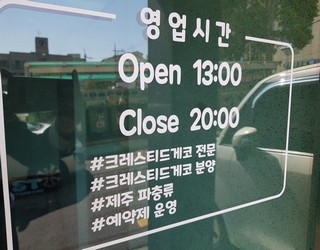 영업시간
Open 13:00
Close 20:00
#크레스티드게코 전문
#크레스티드게코 분양
#제주 파충류
#예약제 운영